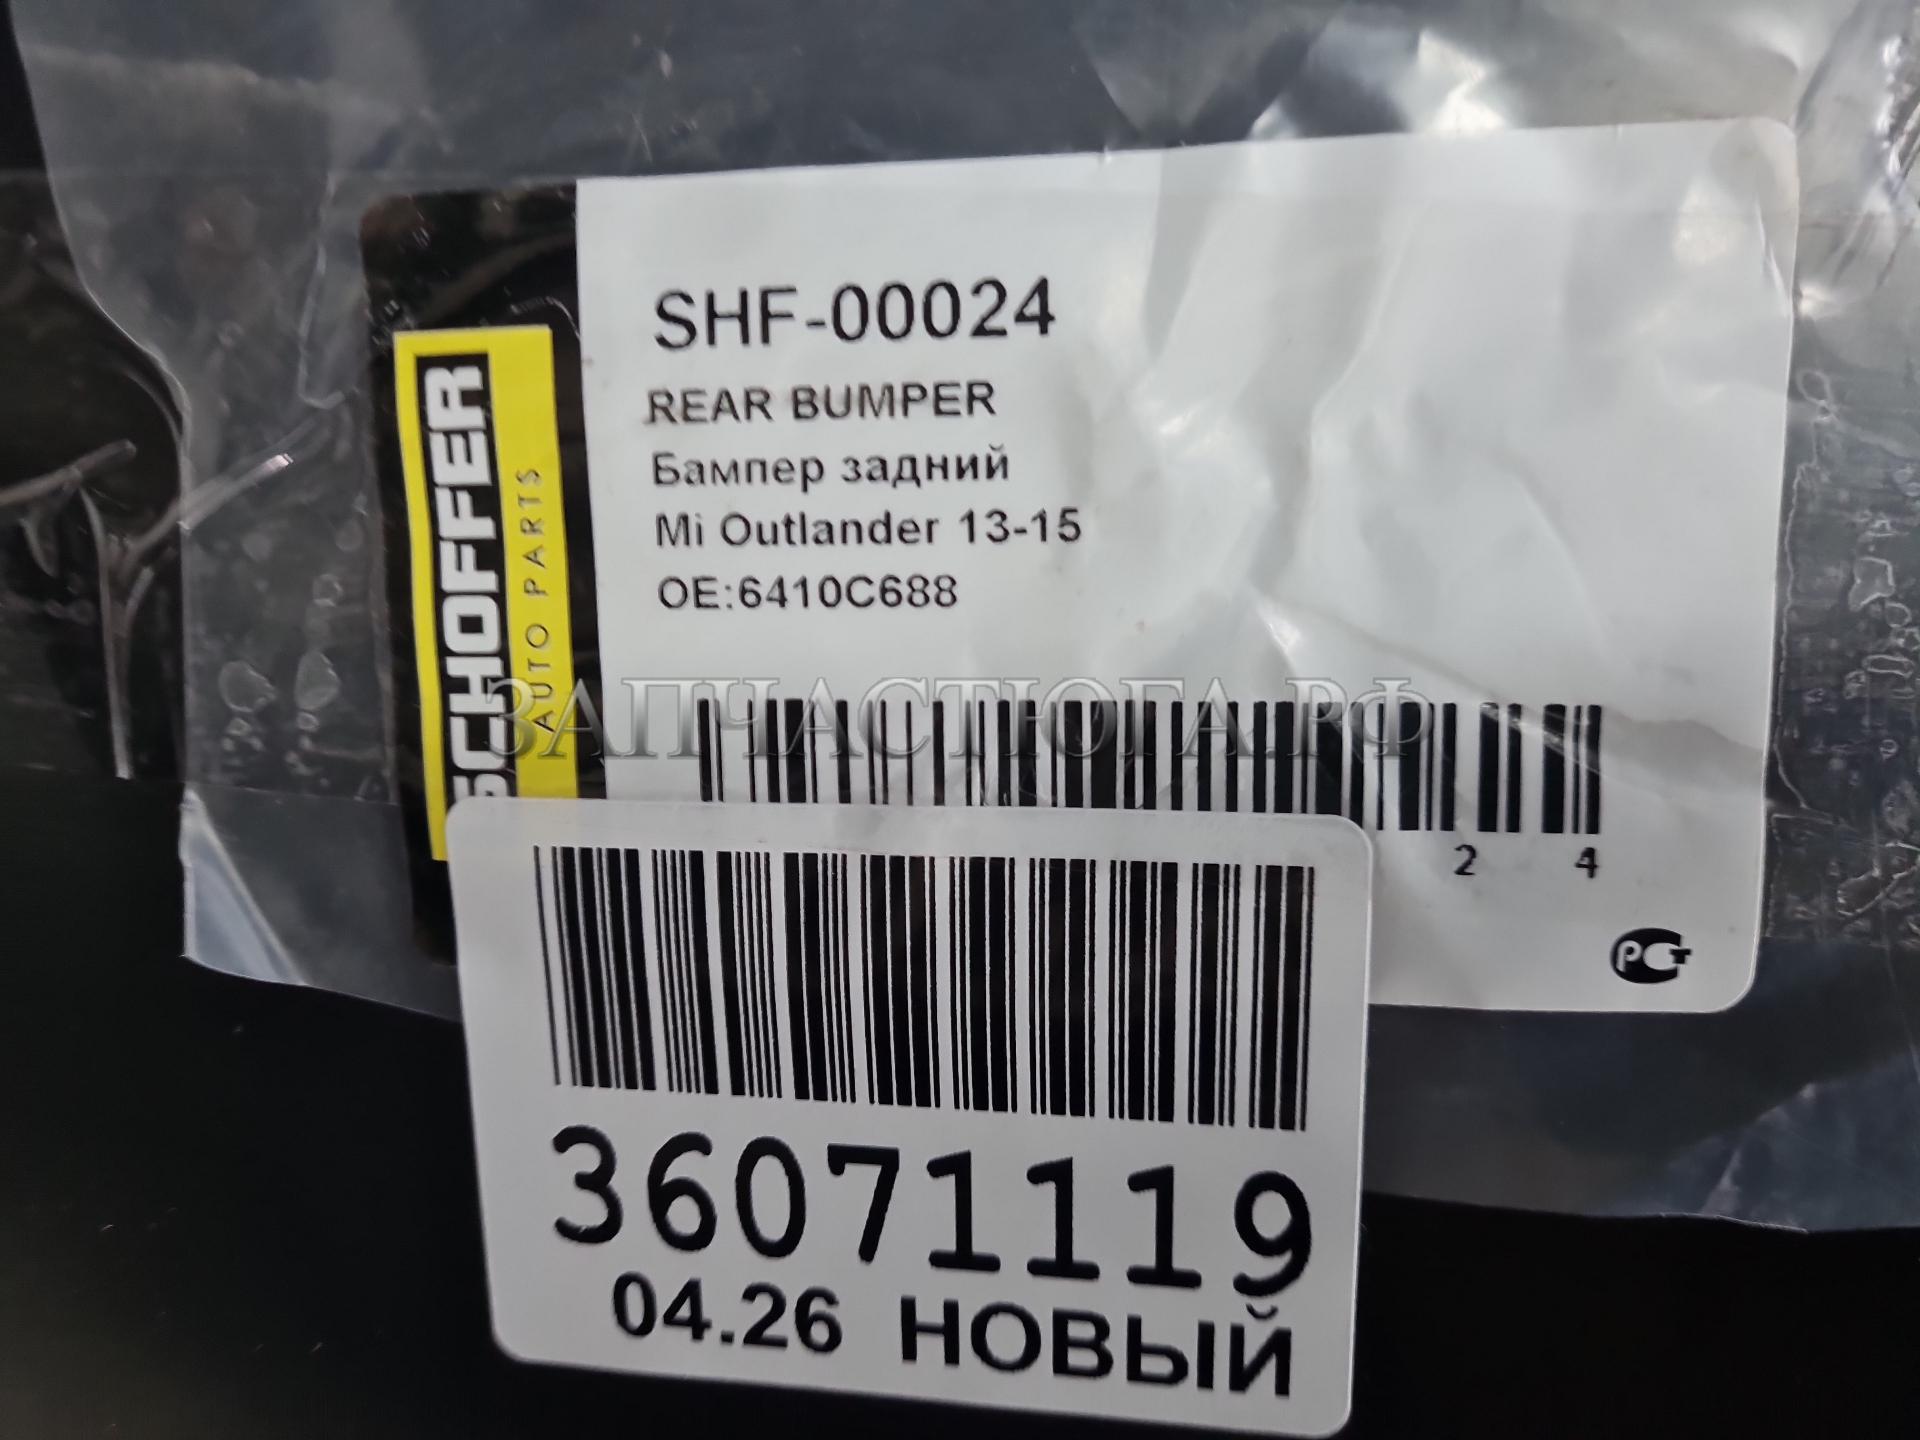 SHF-00024
REAR BUMPER
Бампер задний
Mi Outlander 13-15
OE:6410C688
SCHOFFER
AUTO PARTS
ЗАПЧАСТЮГА.РФ
2 4
РСТ
36071119
04.26 НОВЫЙ